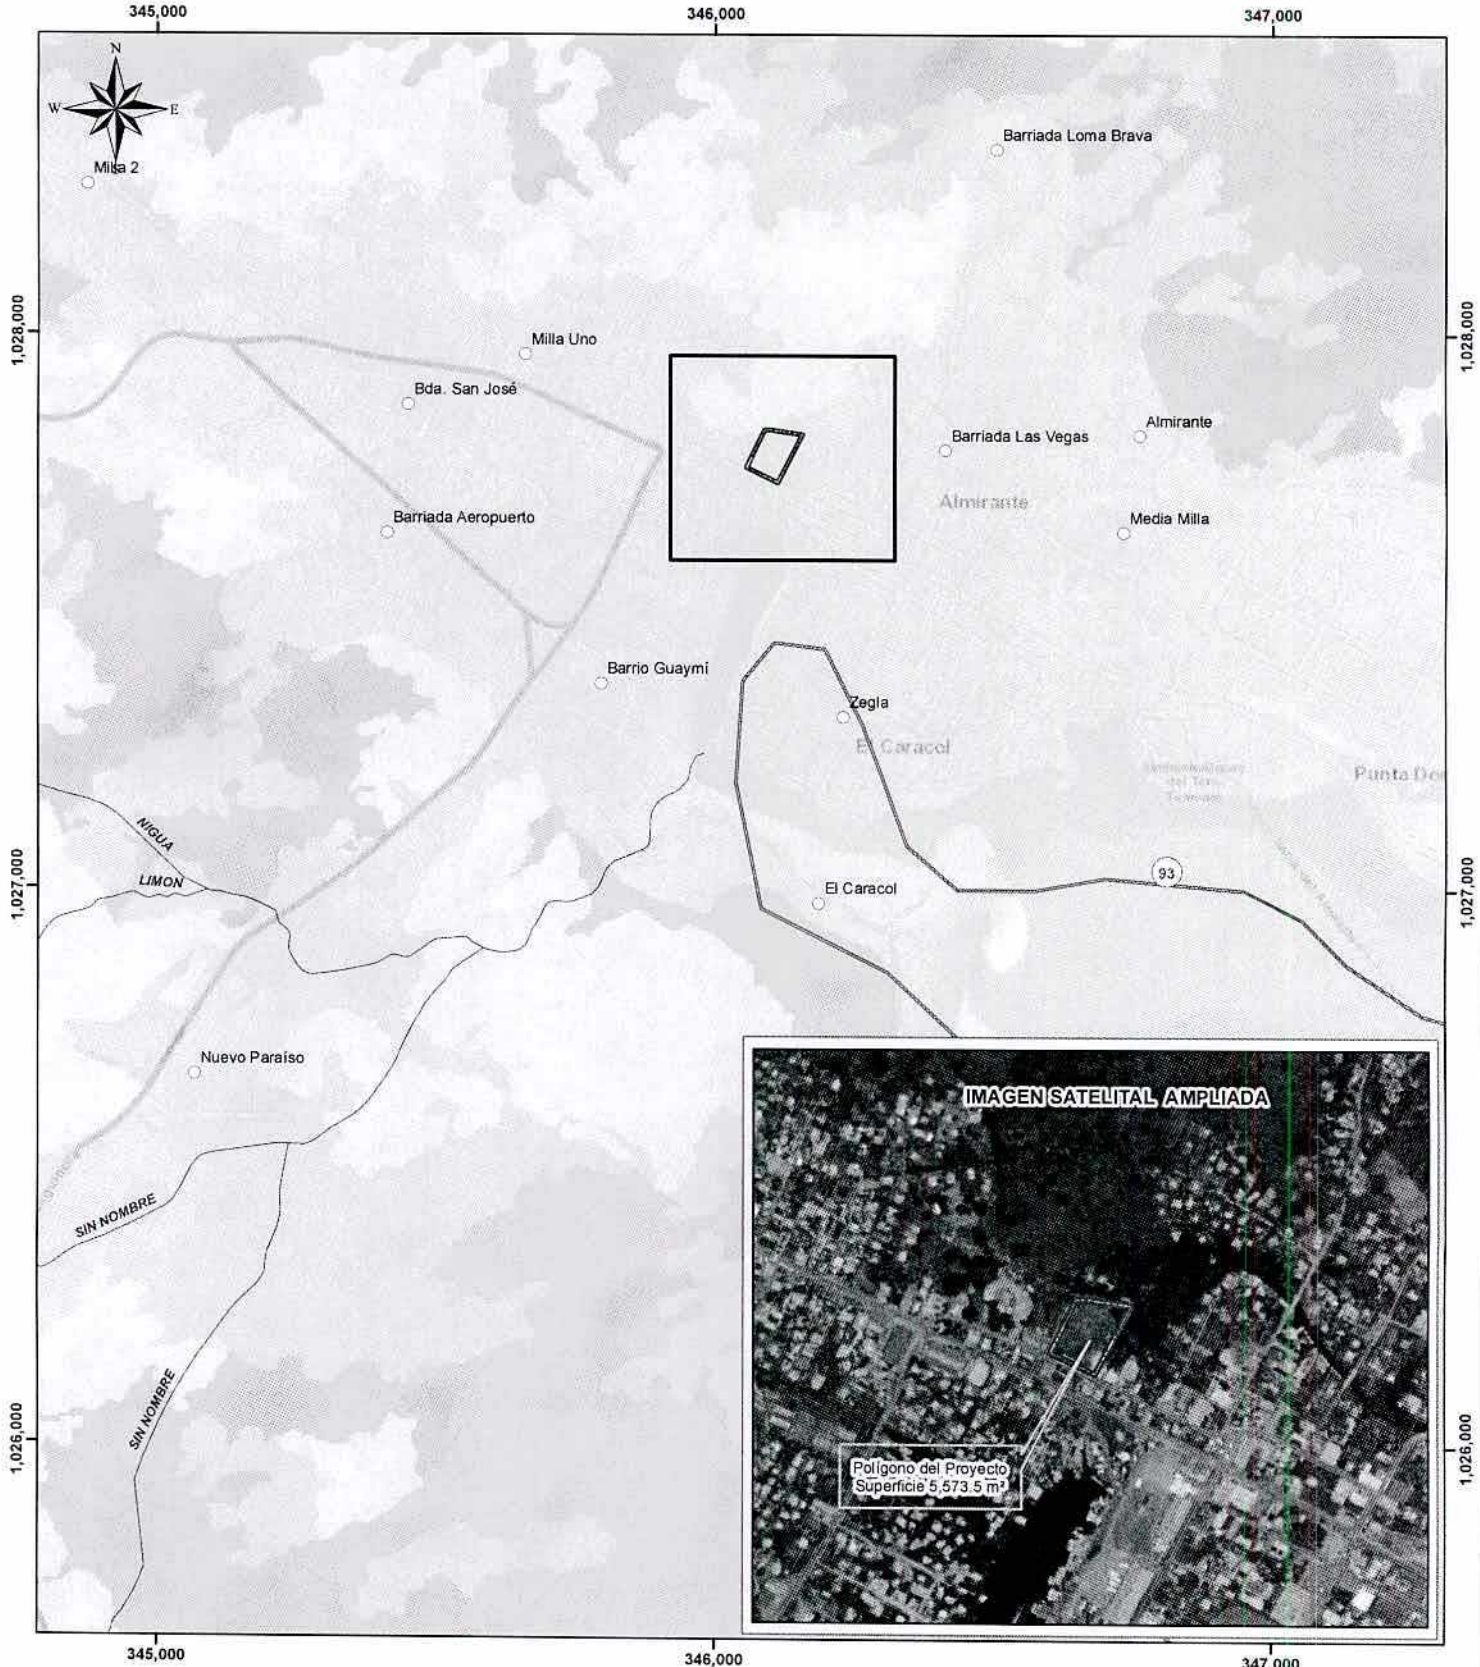 345,000
346,000
347,000
N
W
E
Milla 2
Barriada Loma Brava
1,028,000
1,028,000
Milla Uno
Bda. San José
Almirante
Barriada Las Vegas
Almirante
Barriada Aeropuerto
Media Milla
Barrio Guaymí
Zegla
El Caracol
NIGUA
LIMON
93
El Caracol
1,027,000
1,027,000
Nuevo Paraíso
IMAGEN SATELITAL AMPLIADA
SIN NOMBRE
SIN NOMBRE
Polígono del Proyecto
Superficie 5,573.5 m²
1,026,000
1,026,000
345,000
346,000
347,000